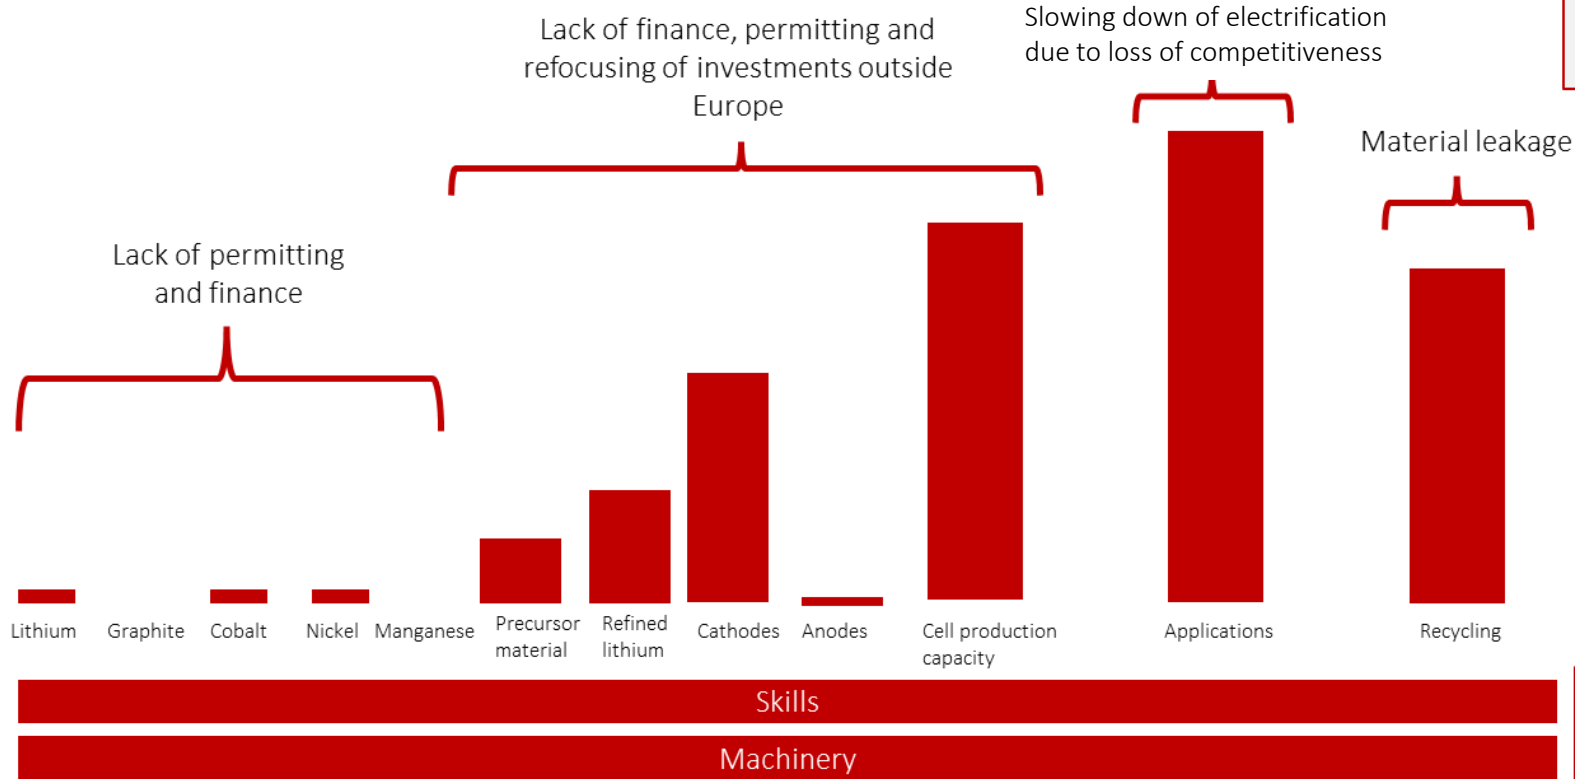 Lack of finance, permitting and
refocusing of investments outside
Europe
Slowing down of electrification
due to loss of competitiveness
Material leakage
Lack of permitting
and finance
Lithium
Graphite
Cobalt
Nickel
Manganese
Precursor
material
Refined
lithium
Cathodes
Anodes
Cell production
capacity
Applications
Recycling
Skills
Machinery